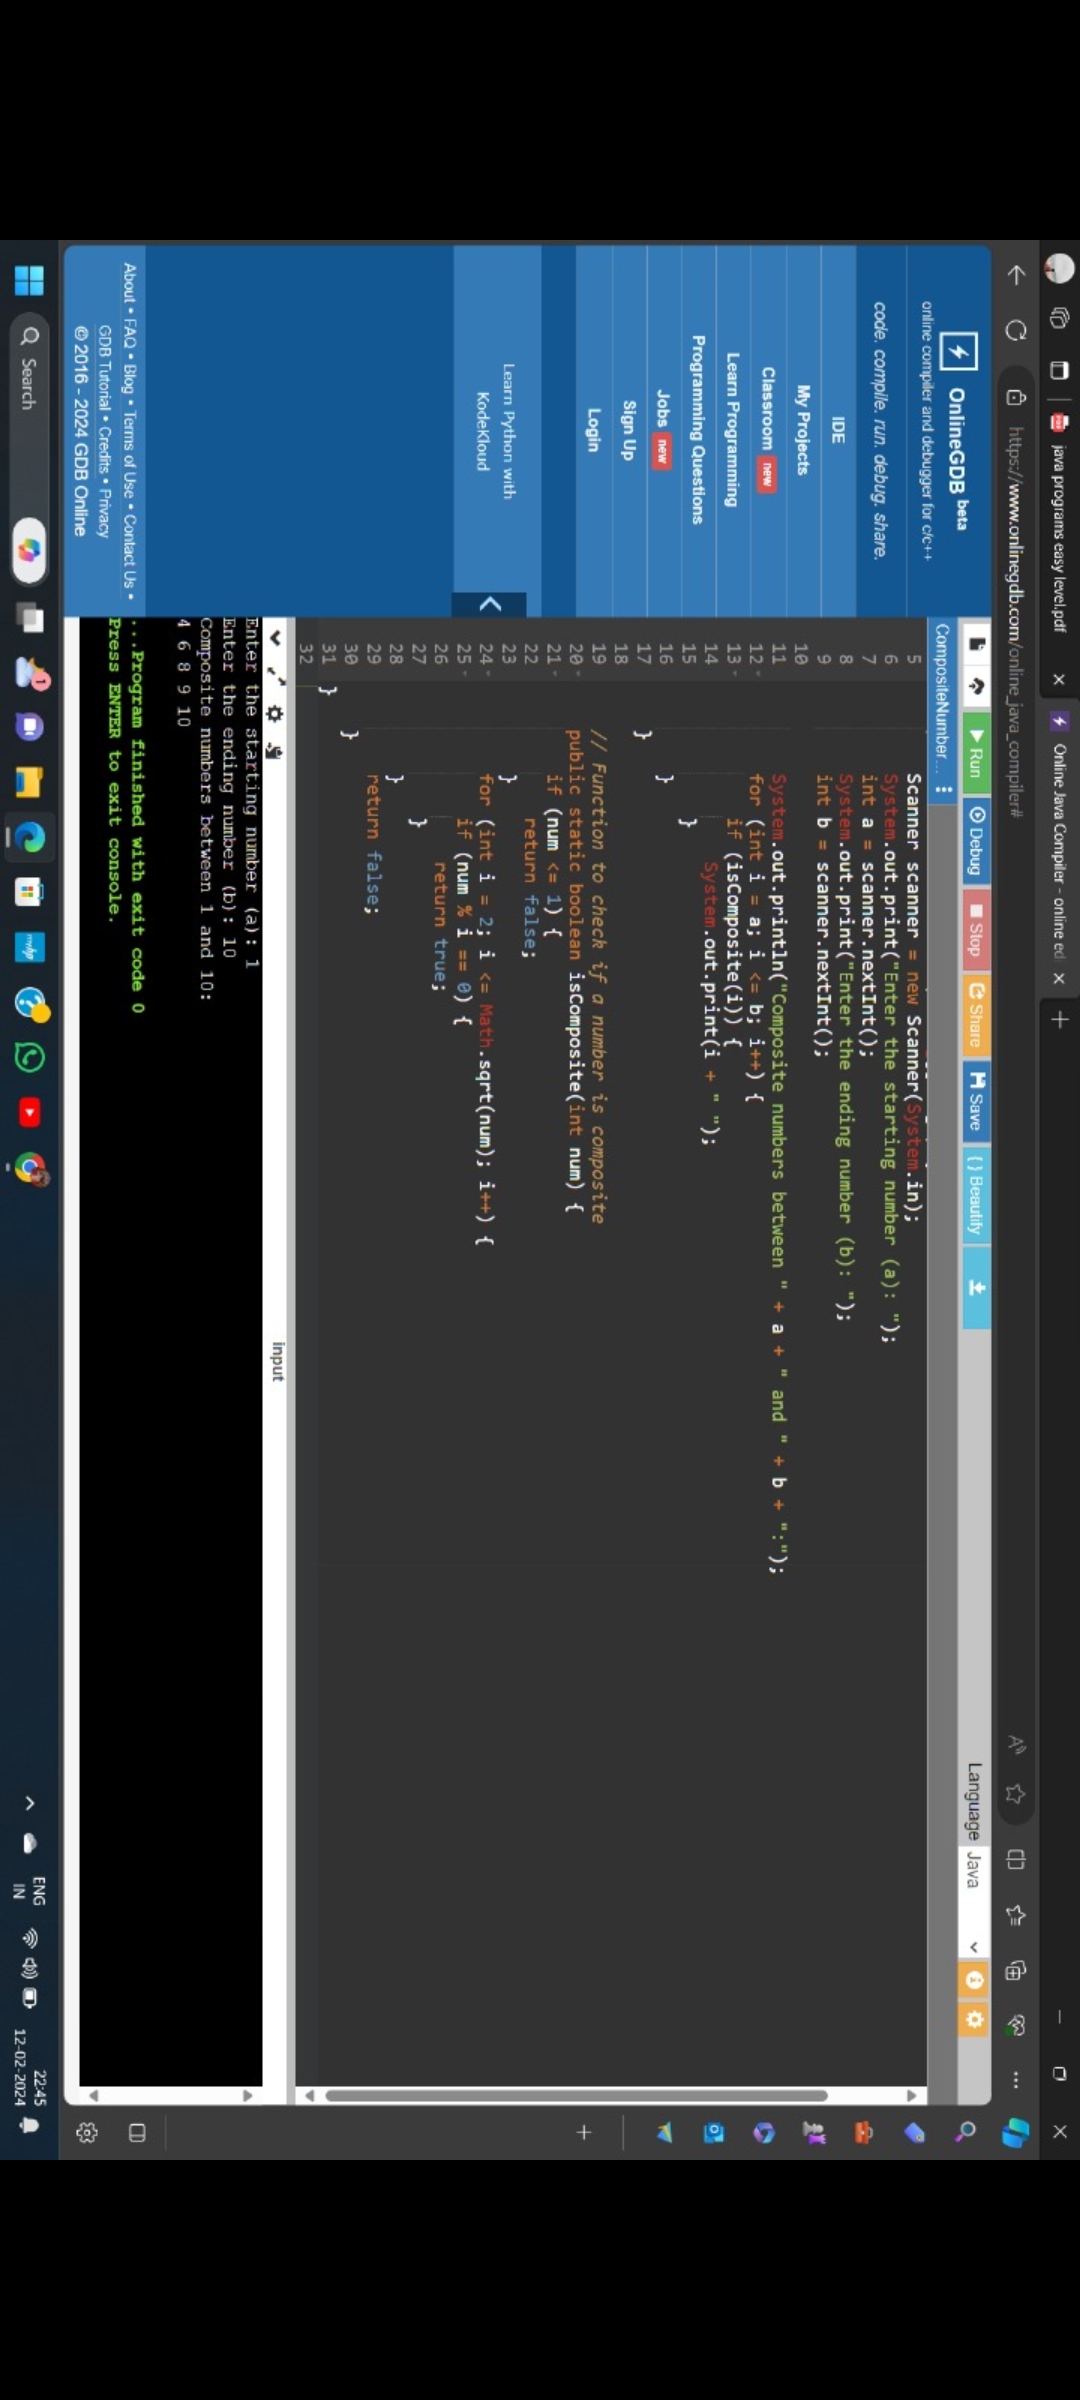 java programs easy level.pdf
Online Java Compiler - online ed
https://www.onlinegdb.com/online_java_compiler#
OnlineGDB beta
online compiler and debugger for c/c++
code. compile. run. debug. share.
IDE
My Projects
Classroom new
Learn Programming
Programming Questions
Jobs new
Sign Up
Login
Learn Python with
KodeKloud
About • FAQ • Blog • Terms of Use • Contact Us •
GDB Tutorial • Credits • Privacy
© 2016 - 2024 GDB Online
Run Debug Stop Share Save {} Beautify
Language Java
CompositeNumber...
5 Scanner scanner = new Scanner(System.in);
6 System.out.print("Enter the starting number (a): ");
7 int a = scanner.nextInt();
8 System.out.print("Enter the ending number (b): ");
9 int b = scanner.nextInt();
10
11 System.out.println("Composite numbers between " + a + " and " + b + ":");
12 for (int i = a; i <= b; i++) {
13 if (isComposite(i)) {
14 System.out.print(i + " ");
15 }
16 }
17 }
18
19 // Function to check if a number is composite
20 public static boolean isComposite(int num) {
21 if (num <= 1) {
22 return false;
23 }
24 for (int i = 2; i <= Math.sqrt(num); i++) {
25 if (num % i == 0) {
26 return true;
27 }
28 }
29 return false;
30 }
31 }
32
input
Enter the starting number (a): 1
Enter the ending number (b): 10
Composite numbers between 1 and 10:
4 6 8 9 10
...Program finished with exit code 0
Press ENTER to exit console.
Search
1
myhp
ENG
IN
22:45
12-02-2024